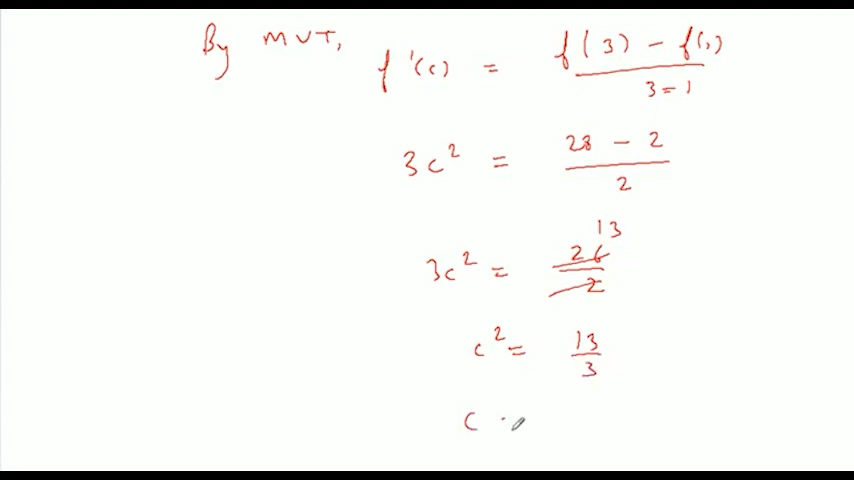 By MVT,
f'(c) = f(3) - f(1) / 3 = 1
3c² = 28 - 2 / 2
13
3c² = 26 / 2
c² = 13 / 3
c